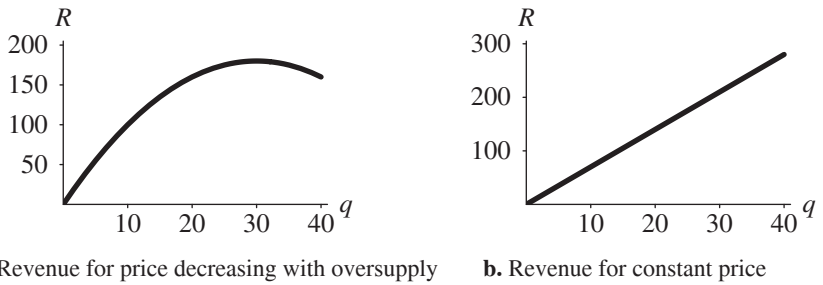 R
200
150
100
50
10 20 30 40 q
Revenue for price decreasing with oversupply
R
300
200
100
10 20 30 40 q
b. Revenue for constant price